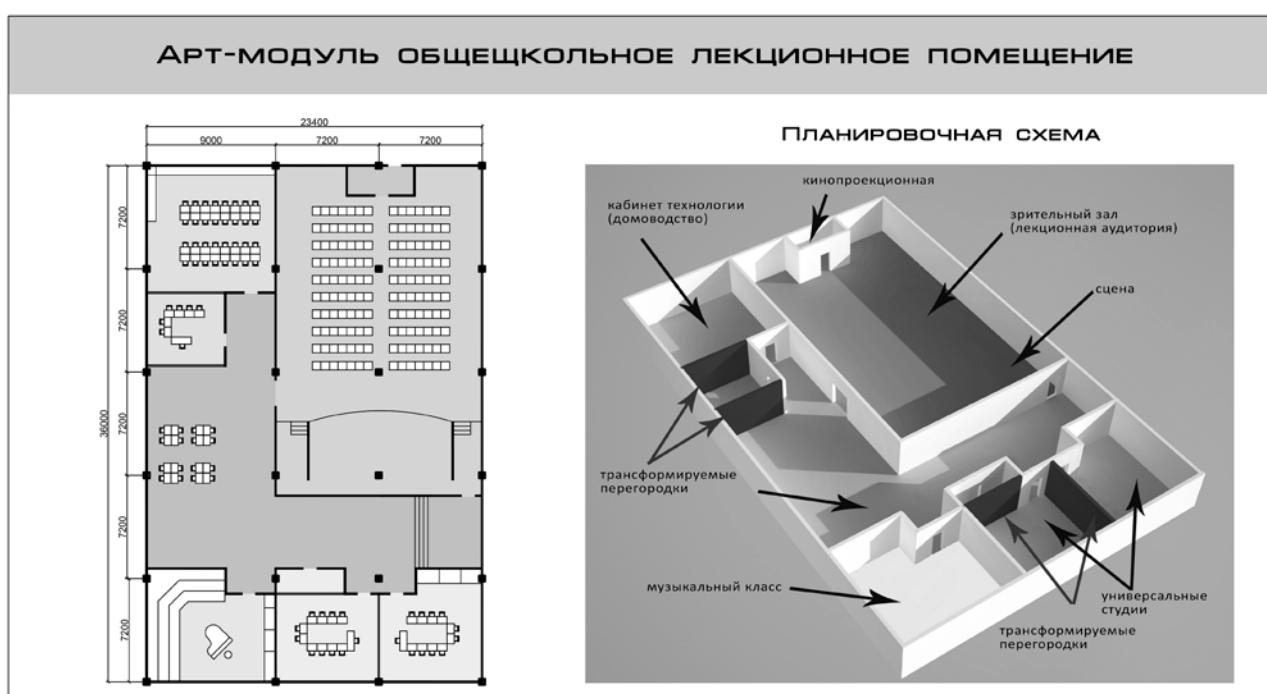 Арт-модуль общещкольное лекционное помещение
23400
9000 7200 7200
36000
7200
7200
7200
7200
7200
Планировочная схема
кинопроекционная
кабинет технологии
(домоводство)
зрительный зал
(лекционная аудитория)
сцена
трансформируемые
перегородки
музыкальный класс
универсальные
студии
трансформируемые
перегородки